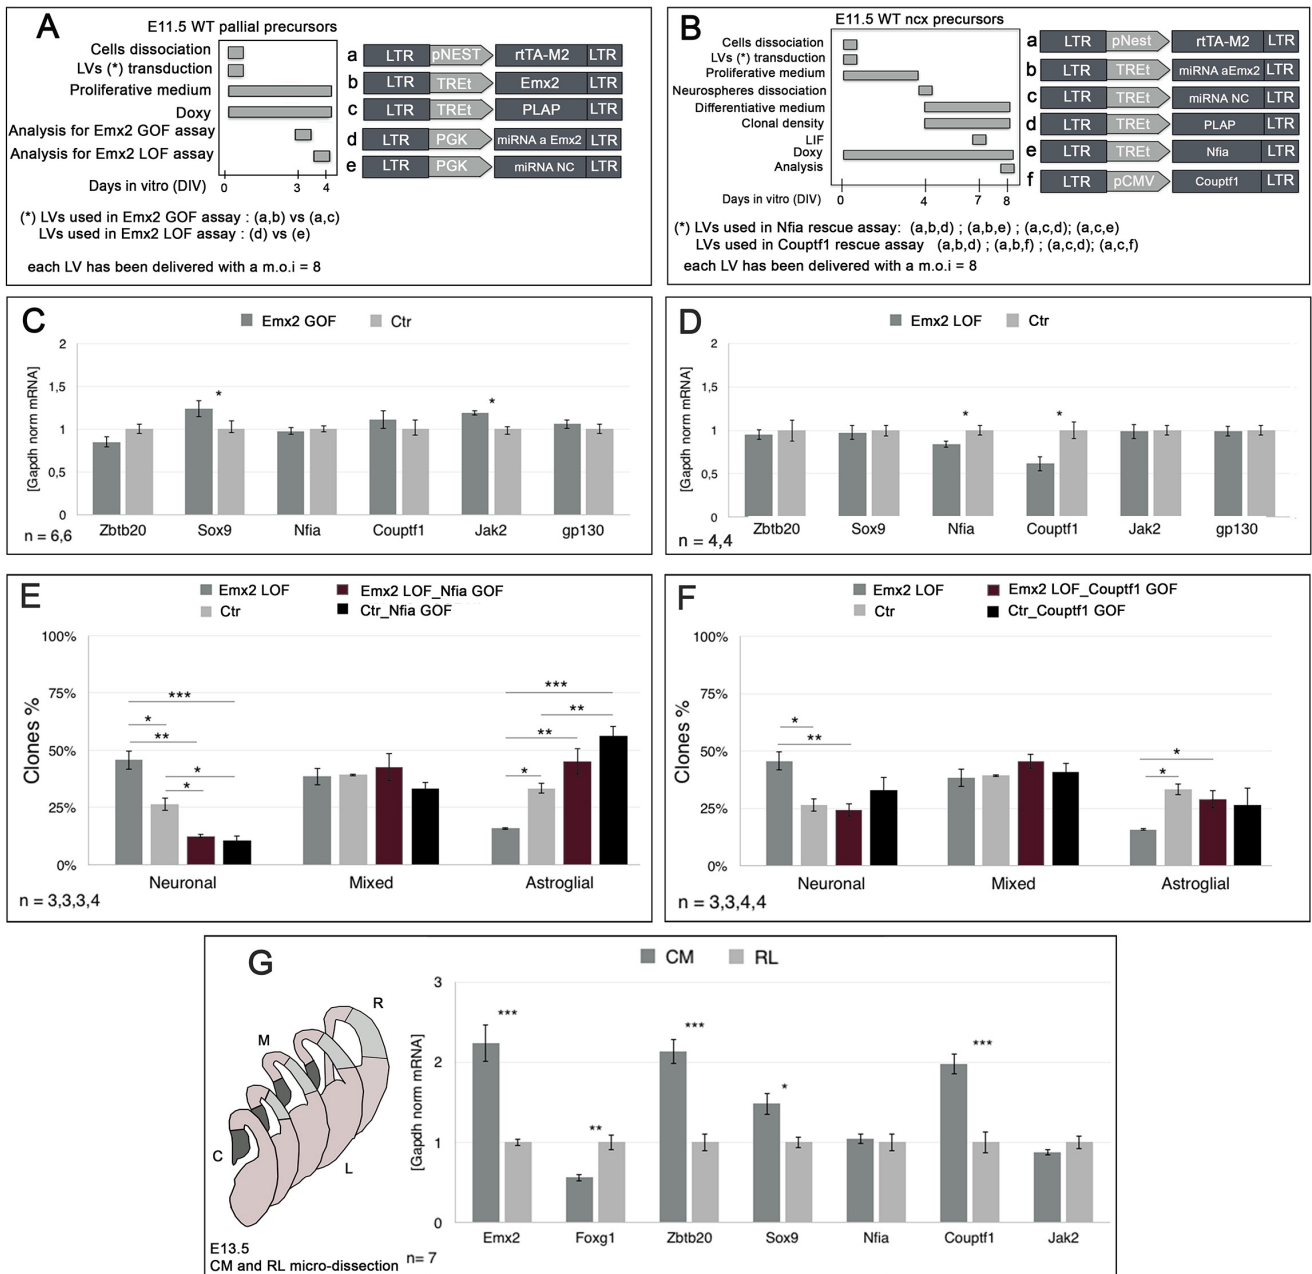 A
E11.5 WT pallial precursors
Cells dissociation
LVs (*) transduction
Proliferative medium
Doxy
Analysis for Emx2 GOF assay
Analysis for Emx2 LOF assay
Days in vitro (DIV)
0 3 4
a LTR pNEST rtTA-M2 LTR
b LTR TREt Emx2 LTR
c LTR TREt PLAP LTR
d LTR PGK miRNA a Emx2 LTR
e LTR PGK miRNA NC LTR
(*) LVs used in Emx2 GOF assay : (a,b) vs (a,c)
LVs used in Emx2 LOF assay : (d) vs (e)
each LV has been delivered with a m.o.i = 8
B
E11.5 WT ncx precursors
Cells dissociation
LVs (*) transduction
Proliferative medium
Neurospheres dissociation
Differentiative medium
Clonal density
LIF
Doxy
Analysis
Days in vitro (DIV)
0 4 7 8
a LTR pNest rtTA-M2 LTR
b LTR TREt miRNA aEmx2 LTR
c LTR TREt miRNA NC LTR
d LTR TREt PLAP LTR
e LTR TREt Nfia LTR
f LTR pCMV Couptf1 LTR
(*) LVs used in Nfia rescue assay: (a,b,d) ; (a,b,e) ; (a,c,d); (a,c,e)
LVs used in Couptf1 rescue assay (a,b,d) ; (a,b,f) ; (a,c,d); (a,c,f)
each LV has been delivered with a m.o.i = 8
C
Emx2 GOF Ctr
[Gapdh norm mRNA]
2
1,5
1
0,5
0
* *
Zbtb20 Sox9 Nfia Couptf1 Jak2 gp130
n = 6,6
D
Emx2 LOF Ctr
[Gapdh norm mRNA]
2
1,5
1
0,5
0
* *
Zbtb20 Sox9 Nfia Couptf1 Jak2 gp130
n = 4,4
E
Emx2 LOF Emx2 LOF_Nfia GOF
Ctr Ctr_Nfia GOF
Clones %
100%
75%
50%
25%
0%
***
*
**
*
*
***
**
**
*
Neuronal Mixed Astroglial
n = 3,3,3,4
F
Emx2 LOF Emx2 LOF_Couptf1 GOF
Ctr Ctr_Couptf1 GOF
Clones %
100%
75%
50%
25%
0%
*
**
*
*
Neuronal Mixed Astroglial
n = 3,3,4,4
G
R
M
C
L
E13.5
CM and RL micro-dissection
CM RL
[Gapdh norm mRNA]
3
2
1
0
*** ** *** * ***
Emx2 Foxg1 Zbtb20 Sox9 Nfia Couptf1 Jak2
n= 7